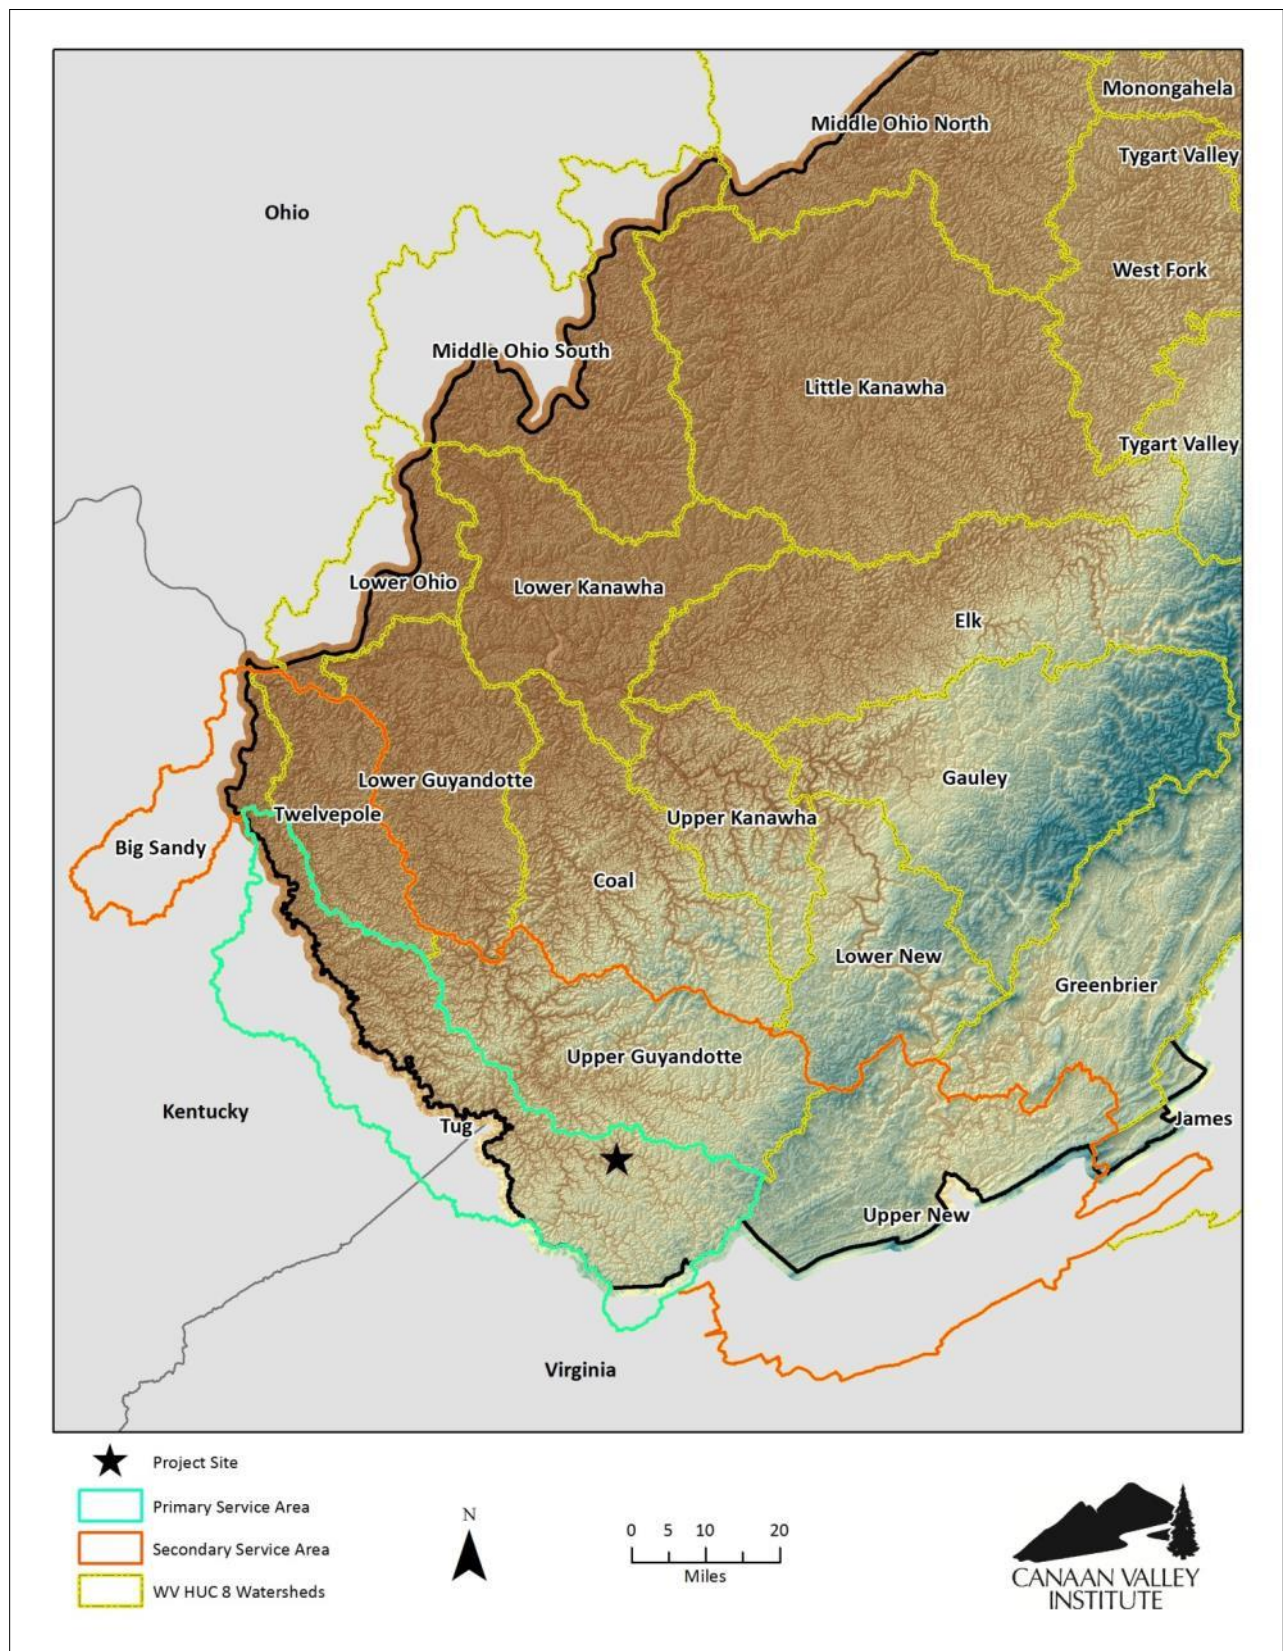 Monongahela
Middle Ohio North
Tygart Valley
Ohio
West Fork
Middle Ohio South
Little Kanawha
Tygart Valley
Lower Ohio
Lower Kanawha
Elk
Gauley
Lower Guyandotte
Twelvepole
Upper Kanawha
Big Sandy
Coal
Lower New
Greenbrier
Upper Guyandotte
Kentucky
Tug
James
Upper New
Virginia
Project Site
Primary Service Area
Secondary Service Area
WV HUC 8 Watersheds
N
0 5 10 20
Miles
CANAAN VALLEY
INSTITUTE